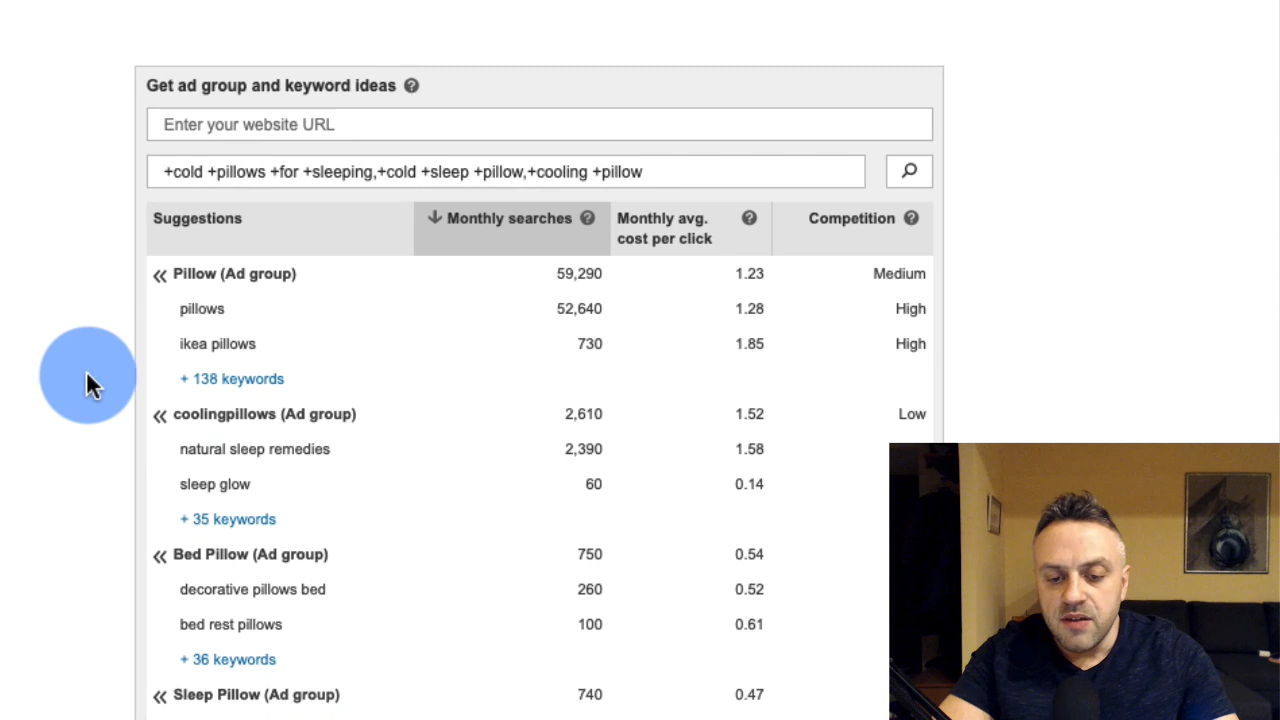 Get ad group and keyword ideas ?
Enter your website URL
+cold +pillows +for +sleeping,+cold +sleep +pillow,+cooling +pillow
Suggestions Monthly searches ? Monthly avg. cost per click ? Competition ?
Pillow (Ad group) 59,290 1.23 Medium
pillows 52,640 1.28 High
ikea pillows 730 1.85 High
+ 138 keywords
coolingpillows (Ad group) 2,610 1.52 Low
natural sleep remedies 2,390 1.58
sleep glow 60 0.14
+ 35 keywords
Bed Pillow (Ad group) 750 0.54
decorative pillows bed 260 0.52
bed rest pillows 100 0.61
+ 36 keywords
Sleep Pillow (Ad group) 740 0.47